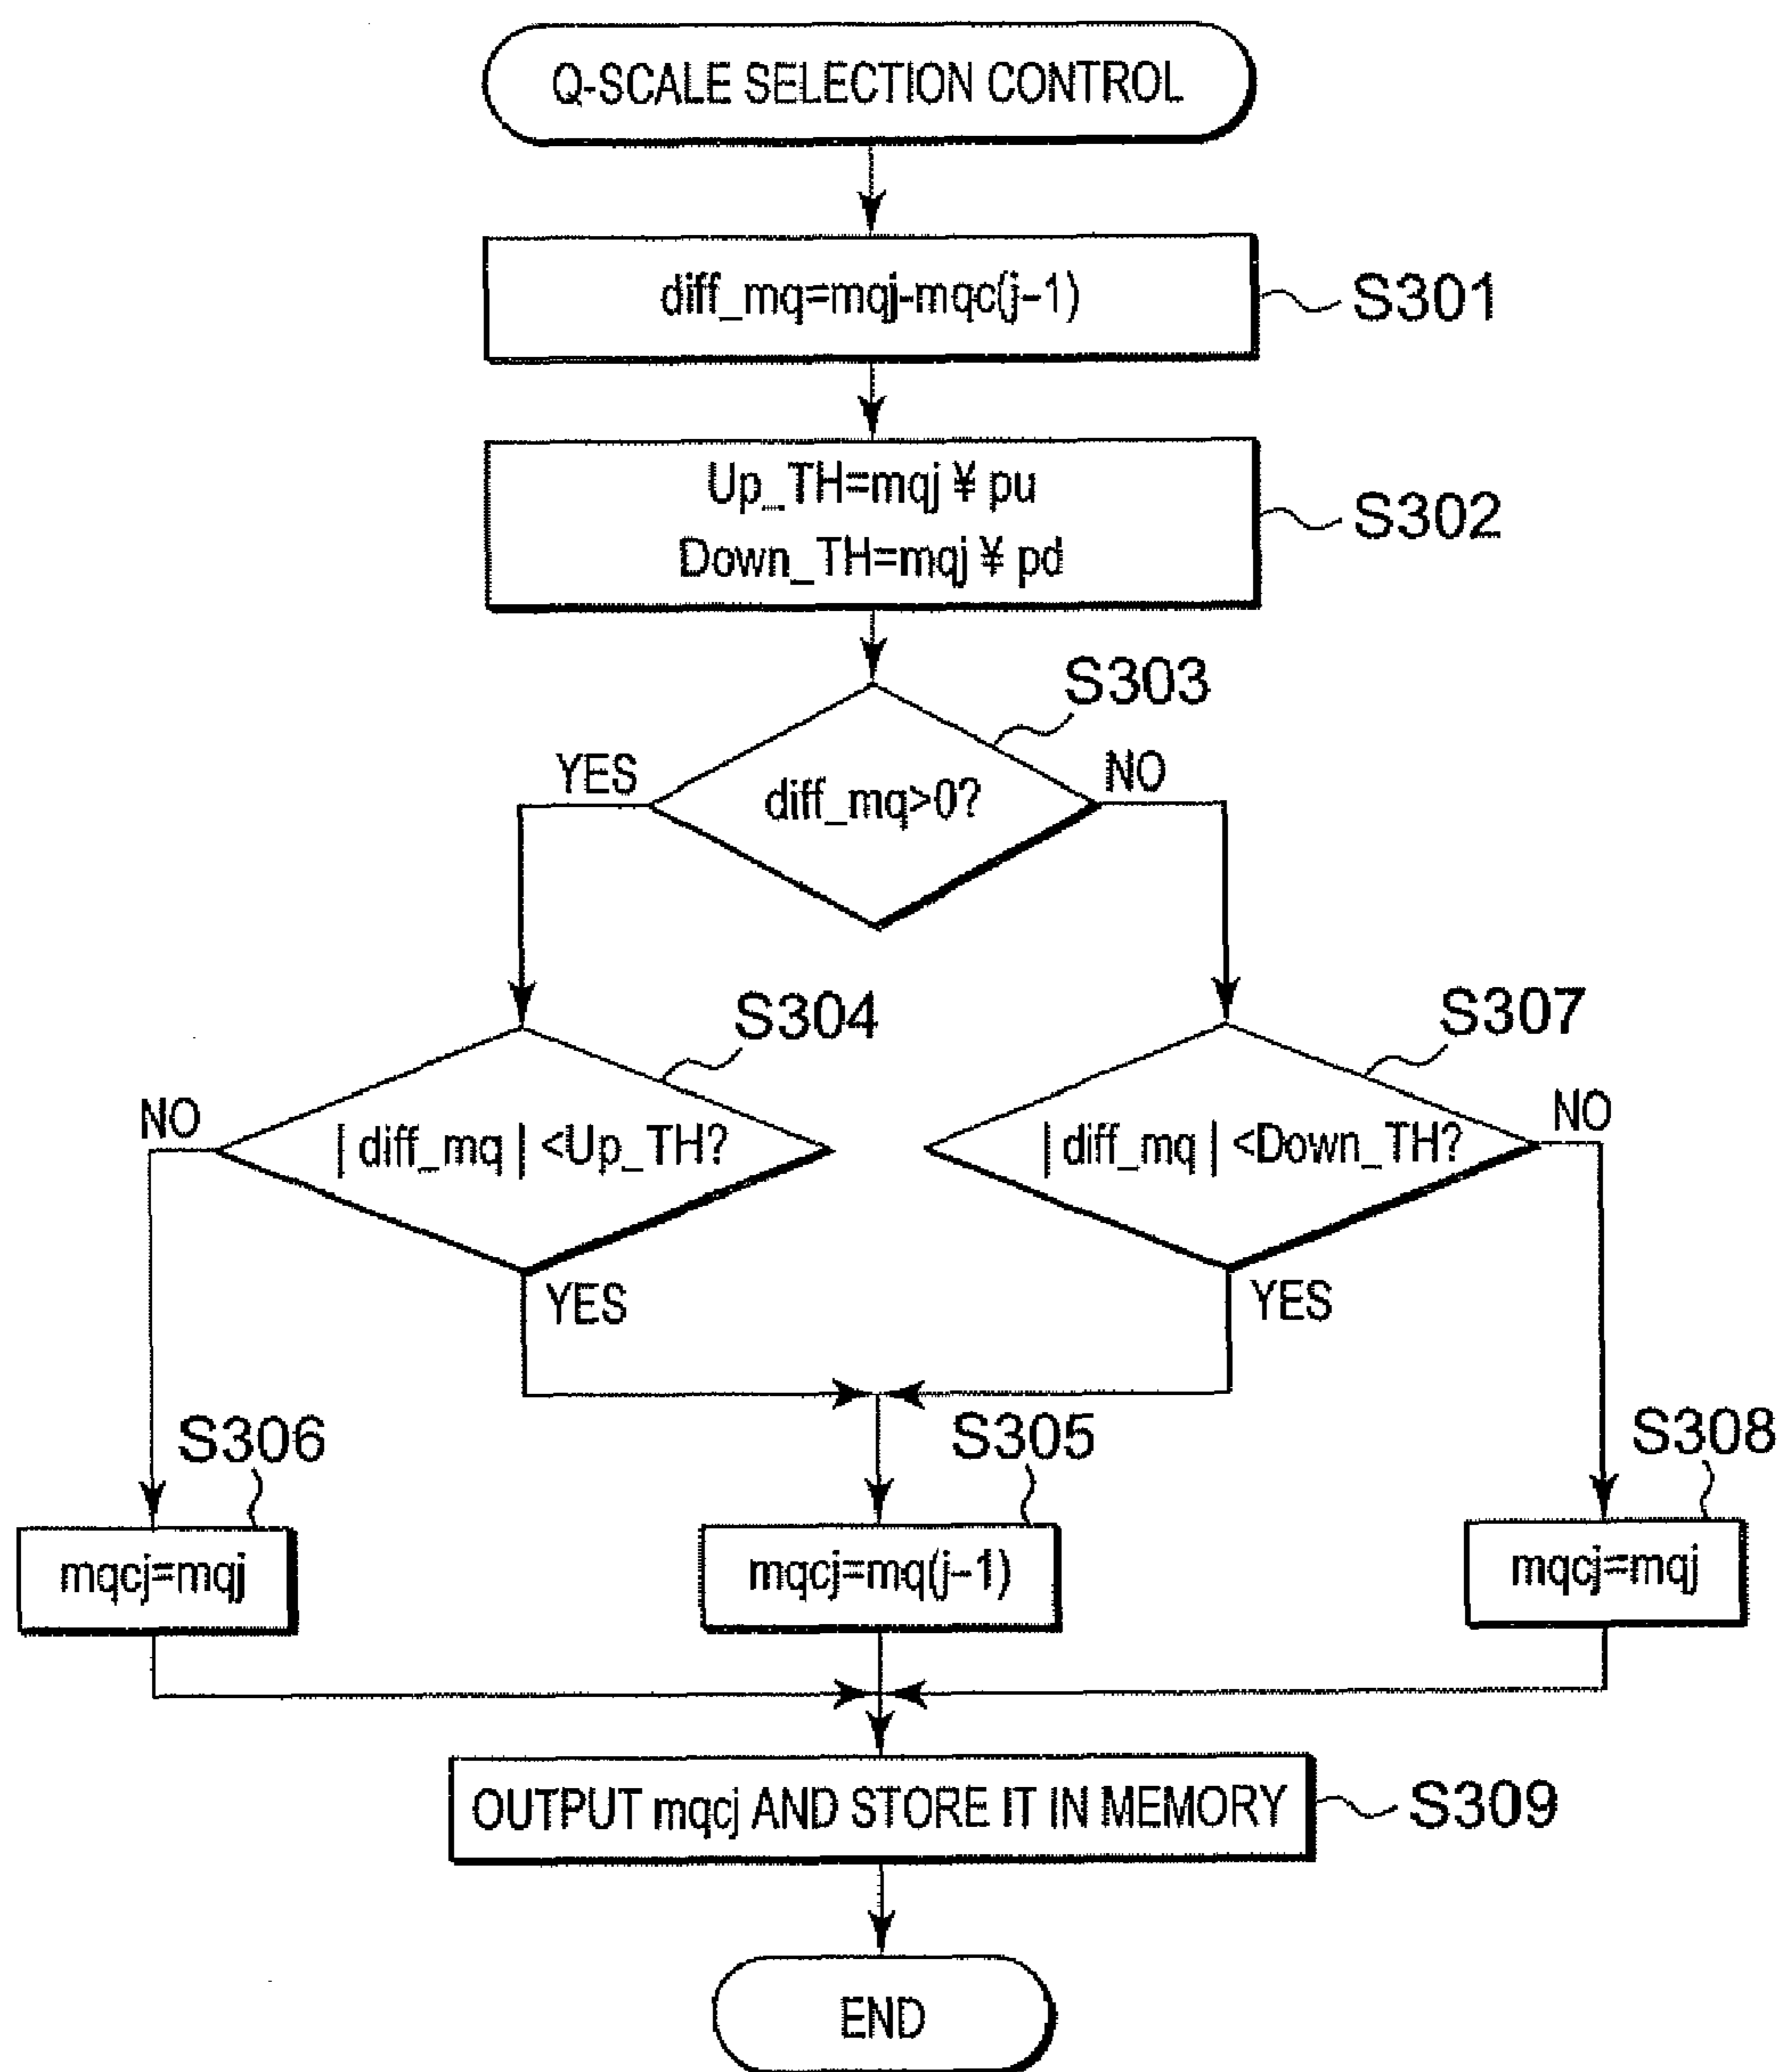 Q-SCALE SELECTION CONTROL
diff_mq=mqj-mqc(j-1)
S301
Up_TH=mqj ¥ pu
Down_TH=mqj ¥ pd
S302
S303
YES
diff_mq>0?
NO
S304
S307
NO
| diff_mq | <Up_TH?
YES
| diff_mq | <Down_TH?
NO
YES
S306
mqcj=mqj
S305
mqcj=mq(j-1)
S308
mqcj=mqj
OUTPUT mqcj AND STORE IT IN MEMORY
S309
END